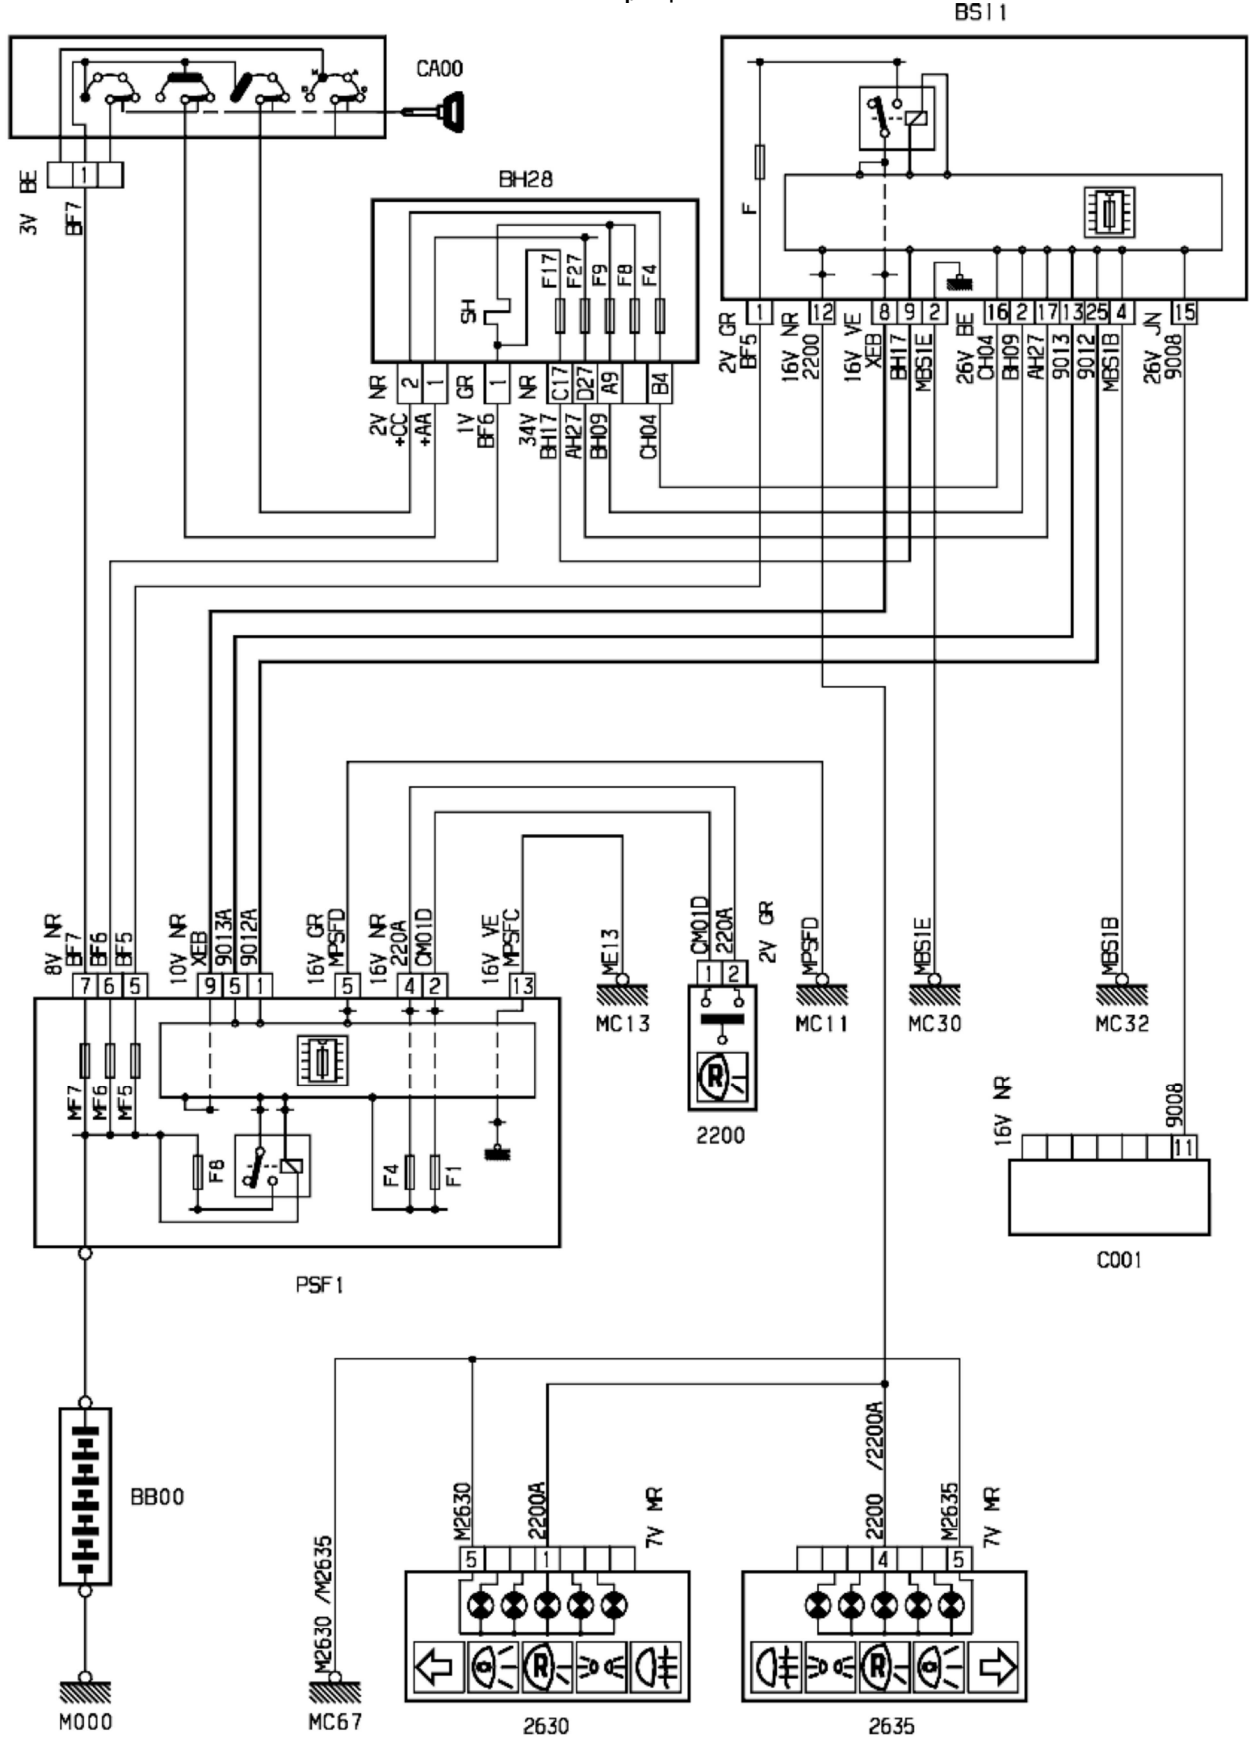 BSI1
CA00
1
3V BE
BF7
BH28
SH
F17
F27
F9
F8
F4
2
1
1
C17
D27
A9
B4
2V NR
+CC
+AA
1V GR
BF6
34V NR
BH17
AH27
BH09
CH04
F
1
12
8
9
2
16
2
17
13
25
4
15
2V GR
BF5
16V NR
2200
16V VE
XEB
BH17
MBS1E
26V BE
CH04
BH09
AH27
9013
9012
MBS1B
26V JN
9008
8V NR
BF7
BF6
BF5
10V NR
XEB
9013A
9012A
16V GR
MPSFD
16V NR
220A
CM01D
16V VE
MPSFC
7
6
5
9
5
1
5
4
2
13
MF7
MF6
MF5
F8
F4
F1
PSF1
ME13
MC13
CM01D
220A
2V GR
1
2
R
2200
MPSFD
MC11
MBS1E
MC30
MBS1B
MC32
16V NR
9008
11
C001
BB00
M000
M2630 /M2635
MC67
M2630
2200A
7V MR
5
1
R
2630
/2200A
2200
M2635
7V MR
4
5
R
2635